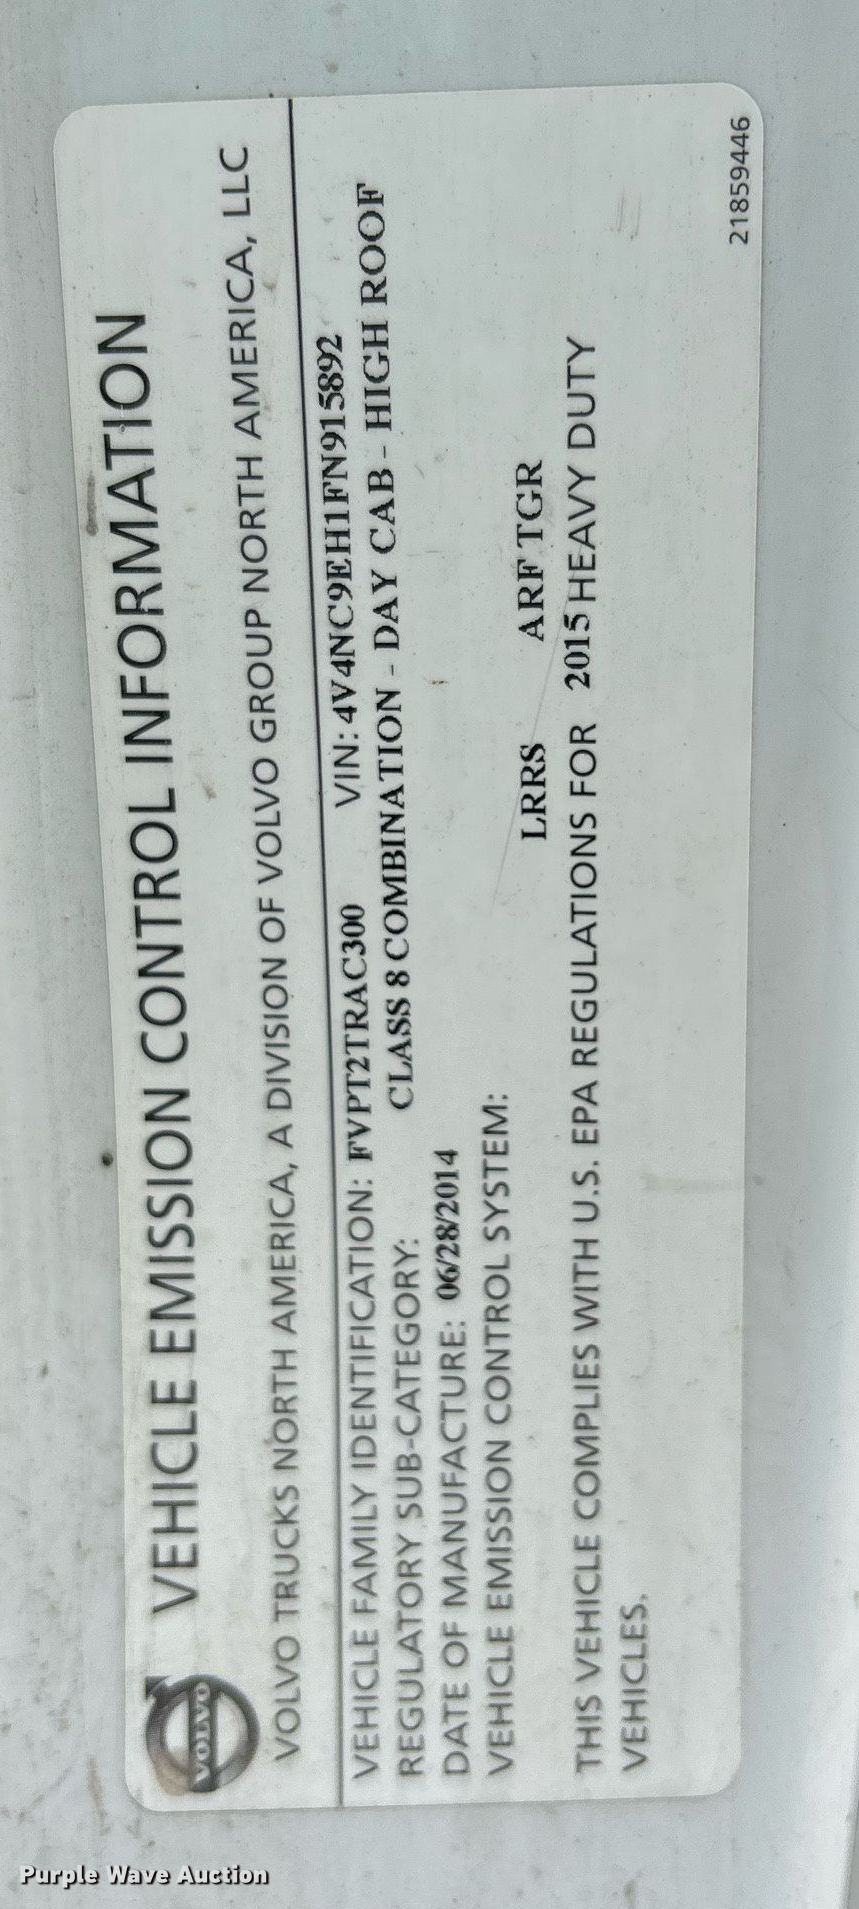 VOLVO
VEHICLE EMISSION CONTROL INFORMATION
VOLVO TRUCKS NORTH AMERICA, A DIVISION OF VOLVO GROUP NORTH AMERICA, LLC
VEHICLE FAMILY IDENTIFICATION: FVPT2TRAC300 VIN: 4V4NC9EH1FN915892
REGULATORY SUB-CATEGORY: CLASS 8 COMBINATION - DAY CAB - HIGH ROOF
DATE OF MANUFACTURE: 06/28/2014
VEHICLE EMISSION CONTROL SYSTEM:
LRRS ARF TGR
THIS VEHICLE COMPLIES WITH U.S. EPA REGULATIONS FOR 2015 HEAVY DUTY
VEHICLES.
21859446
Purple Wave Auction